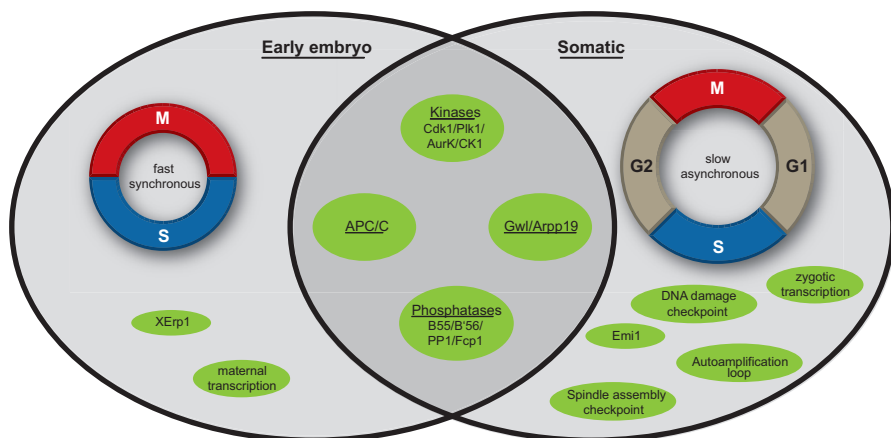 Early embryo
Somatic
M
fast
synchronous
S
Kinases
Cdk1/Plk1/
AurK/CK1
APC/C
Gwl/Arpp19
Phosphatases
B55/B'56/
PP1/Fcp1
XErp1
maternal
transcription
M
G2
slow
asynchronous
G1
S
zygotic
transcription
DNA damage
checkpoint
Emi1
Autoamplification
loop
Spindle assembly
checkpoint